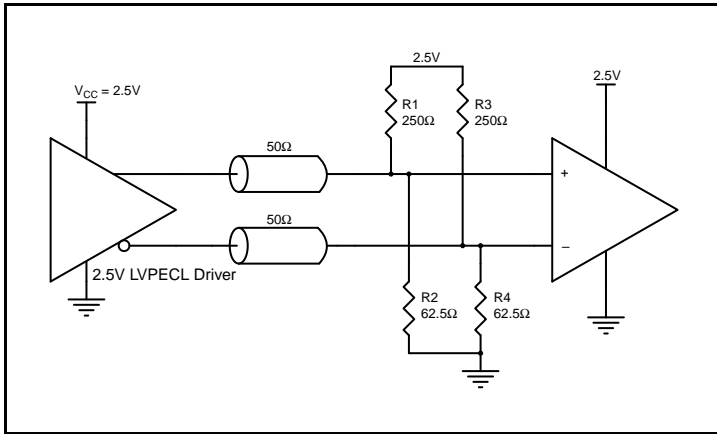 2.5V
V_CC = 2.5V
2.5V
R1
250Ω
R3
250Ω
50Ω
+
50Ω
–
2.5V LVPECL Driver
R2
62.5Ω
R4
62.5Ω